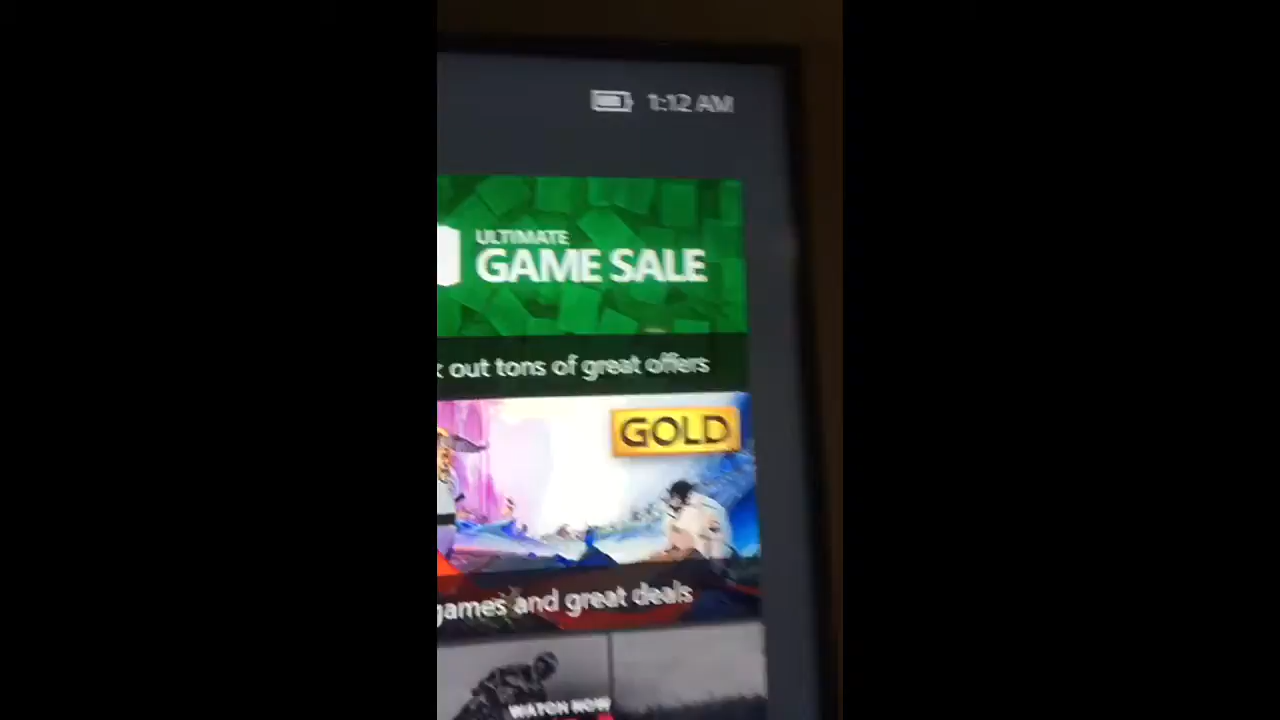 1:12 AM
ULTIMATE
GAME SALE
out tons of great offers
GOLD
games and great deals
WATCH NOW